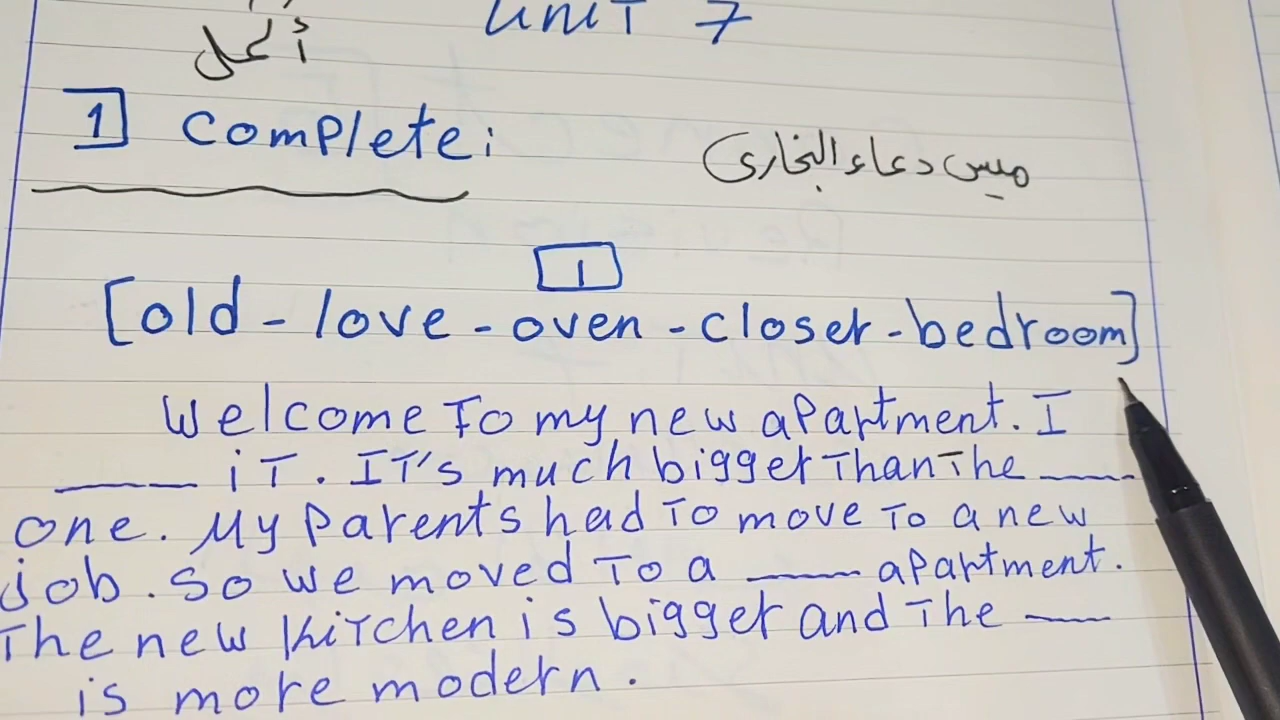 Unit 7
أكمل
1 Complete:
ميس دعاء البخارى
1
[old - love - oven - closer - bedroom]
Welcome To my new apartment. I
____ it. It's much bigger Than The ____
one. My parents had To move To a new
job. So we moved To a ____ apartment.
The new kitchen is bigger and The ____
is more modern.